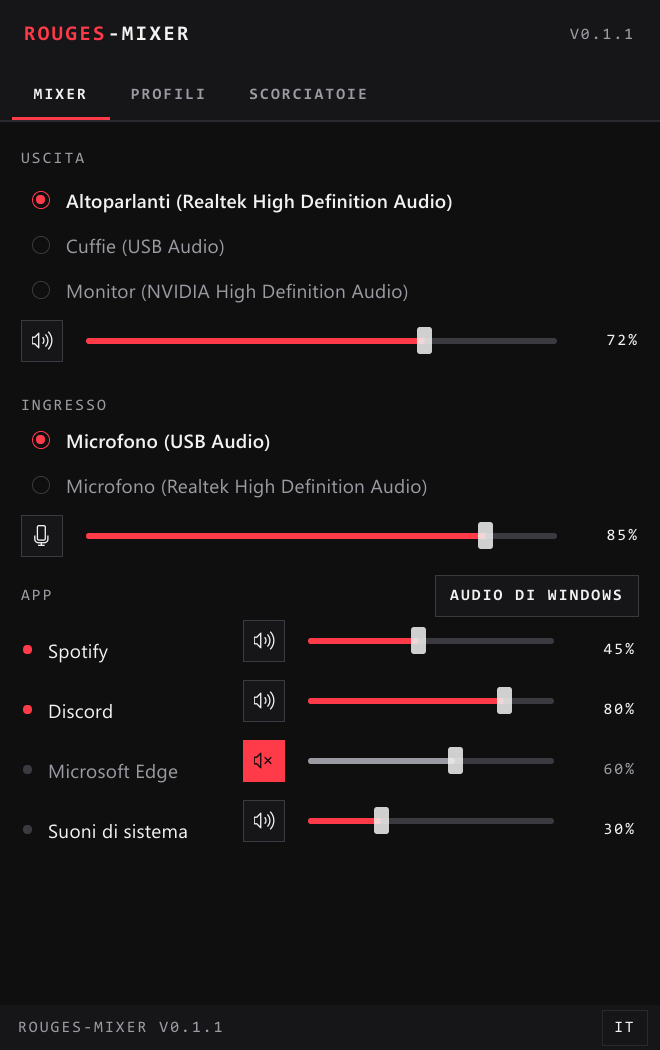 ROUGES-MIXER V0.1.1
MIXER PROFILI SCORCIATOIE
USCITA
Altoparlanti (Realtek High Definition Audio)
Cuffie (USB Audio)
Monitor (NVIDIA High Definition Audio)
72%
INGRESSO
Microfono (USB Audio)
Microfono (Realtek High Definition Audio)
85%
APP AUDIO DI WINDOWS
Spotify 45%
Discord 80%
Microsoft Edge 60%
Suoni di sistema 30%
ROUGES-MIXER V0.1.1 IT